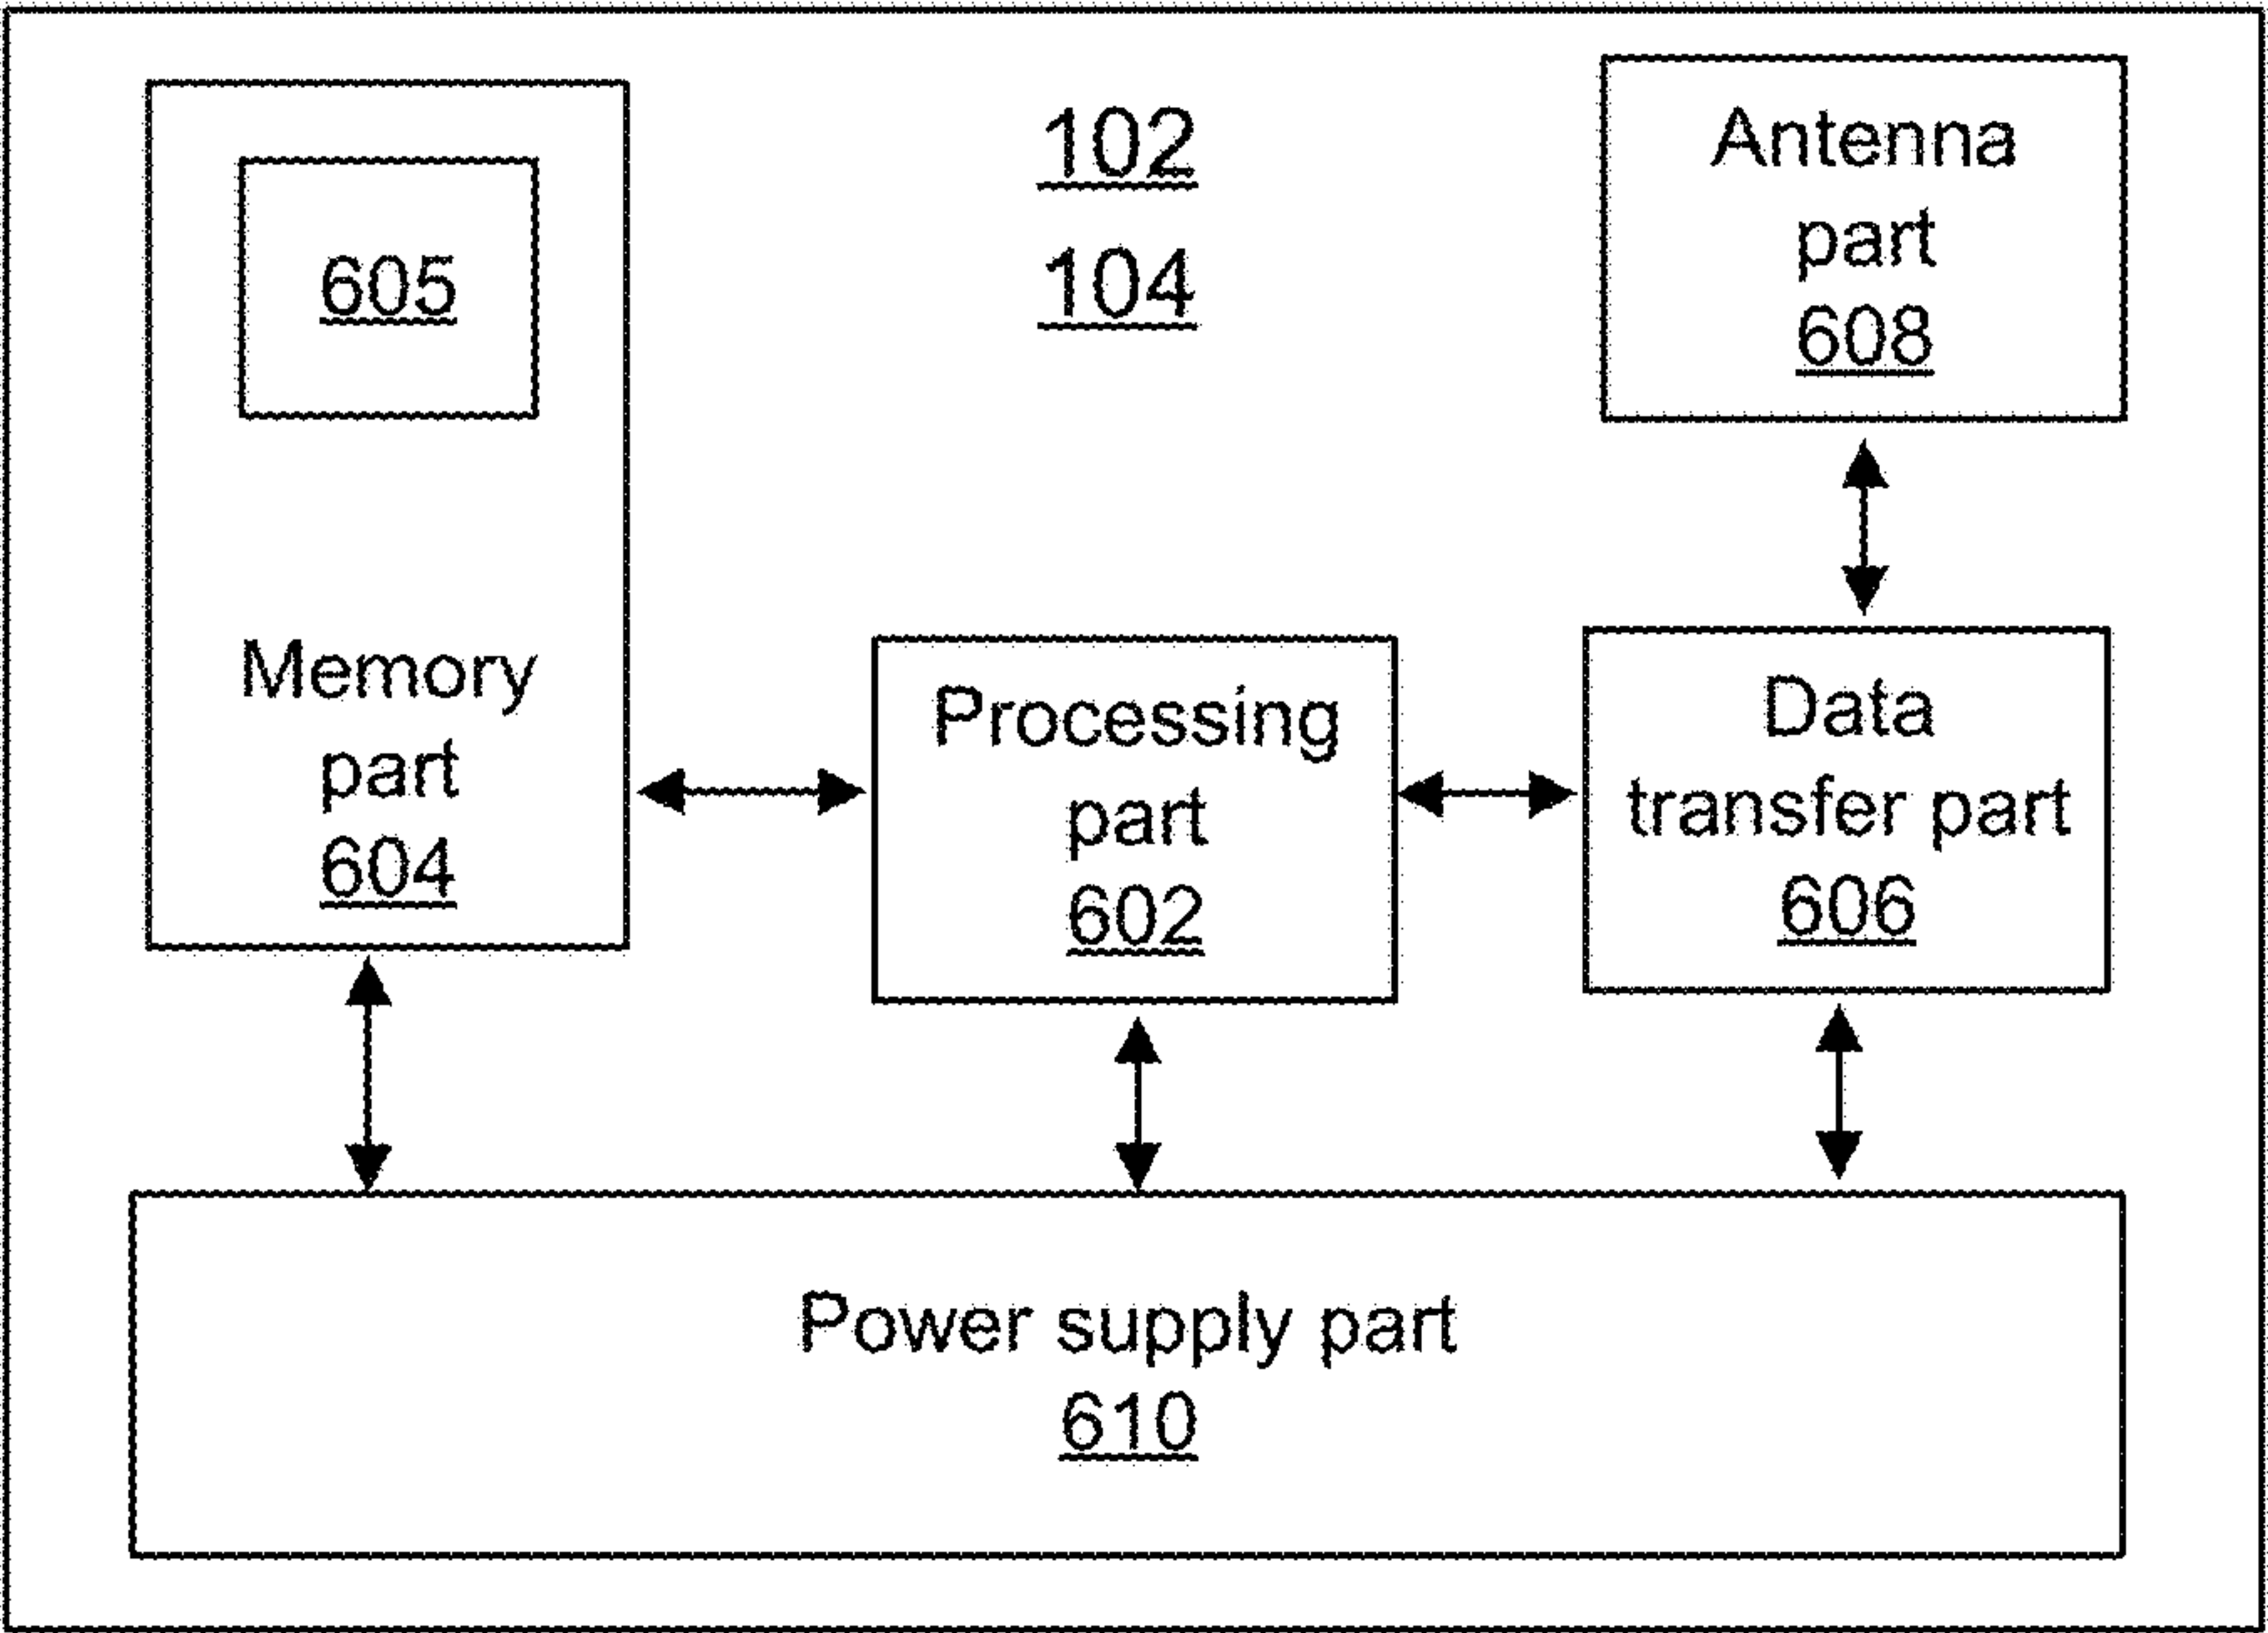 102
104
605
Memory
part
604
Antenna
part
608
Processing
part
602
Data
transfer part
606
Power supply part
610